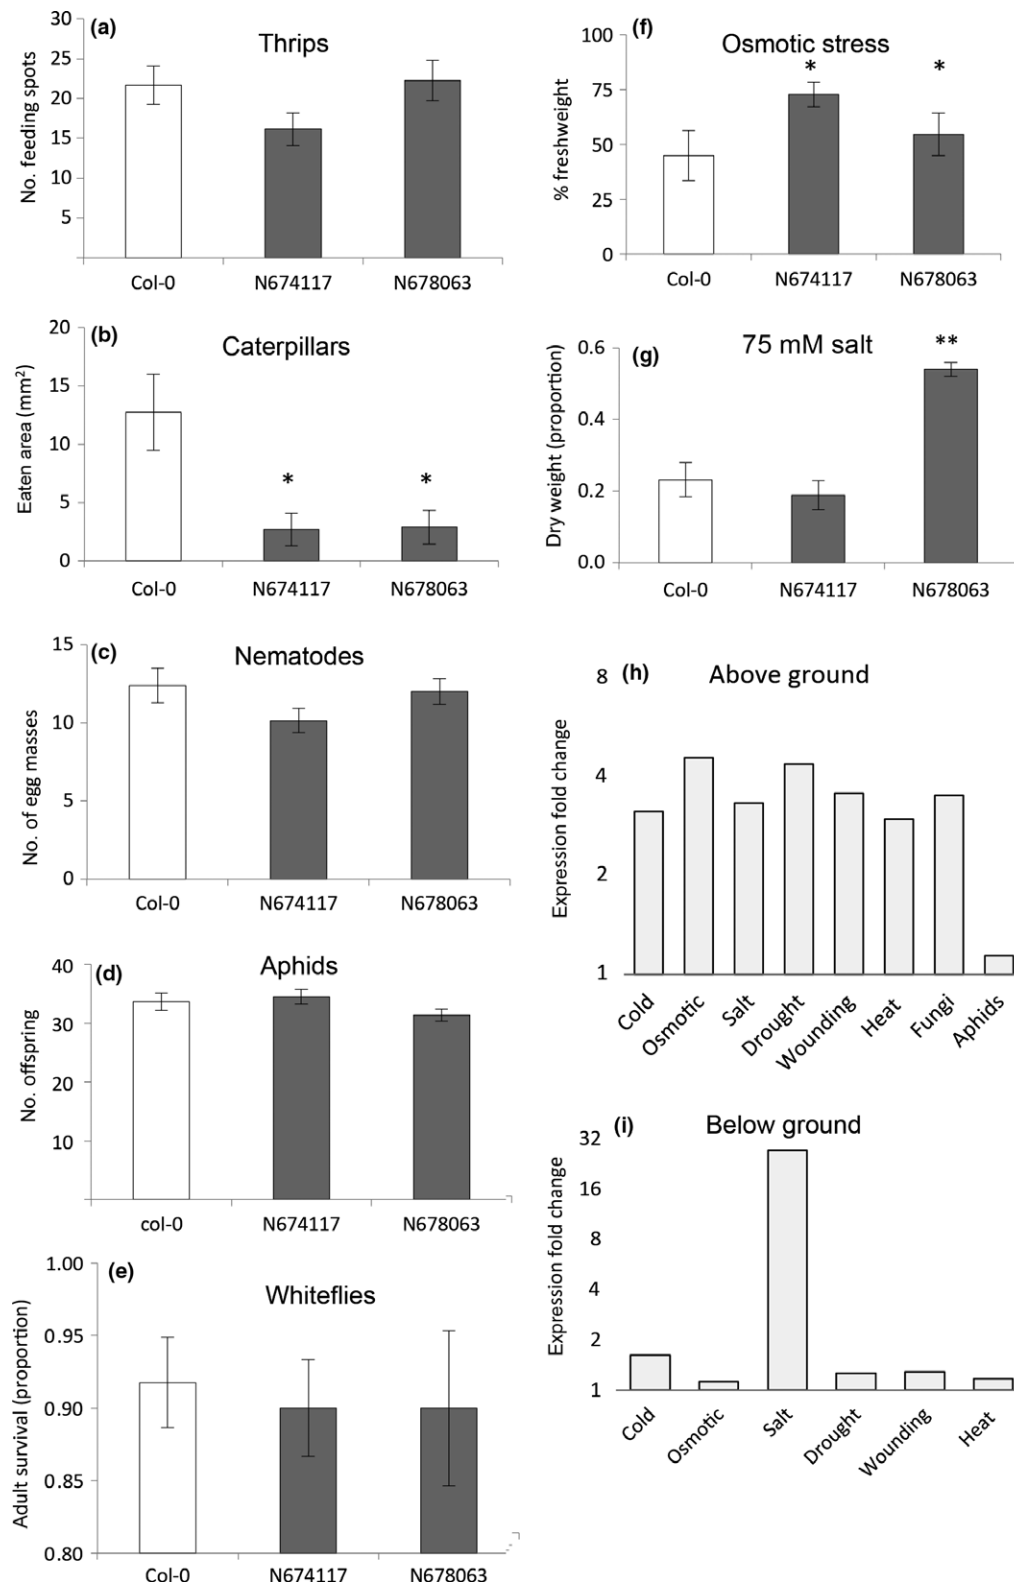 (a)
Thrips
No. feeding spots
30
25
20
15
10
5
Col-0 N674117 N678063
(b)
Caterpillars
Eaten area (mm²)
20
15
10
5
0
* *
Col-0 N674117 N678063
(c)
Nematodes
No. of egg masses
15
10
5
0
Col-0 N674117 N678063
(d)
Aphids
No. offspring
40
30
20
10
col-0 N674117 N678063
(e)
Whiteflies
Adult survival (proportion)
1.00
0.95
0.90
0.85
0.80
Col-0 N674117 N678063
(f)
Osmotic stress
% freshweight
100
75
50
25
0
* *
Col-0 N674117 N678063
(g)
75 mM salt
Dry weight (proportion)
0.6
0.4
0.2
0.0
**
Col-0 N674117 N678063
(h)
Above ground
Expression fold change
8
4
2
1
Cold Osmotic Salt Drought Wounding Heat Fungi Aphids
(i)
Below ground
Expression fold change
32
16
8
4
2
1
Cold Osmotic Salt Drought Wounding Heat